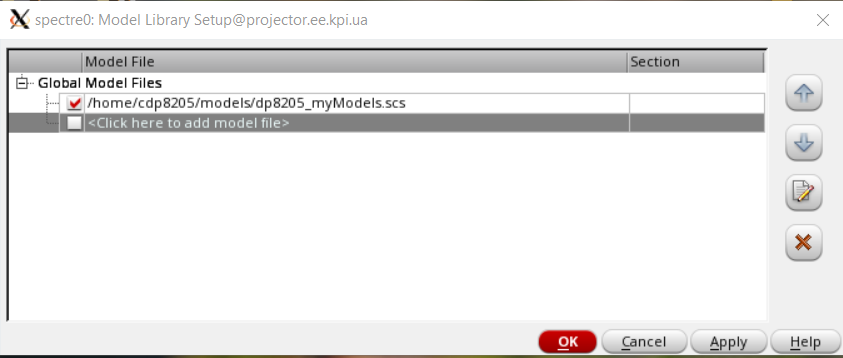 spectre0: Model Library Setup@projector.ee.kpi.ua
Model File Section
Global Model Files
/home/cdp8205/models/dp8205_myModels.scs
<Click here to add model file>
OK Cancel Apply Help